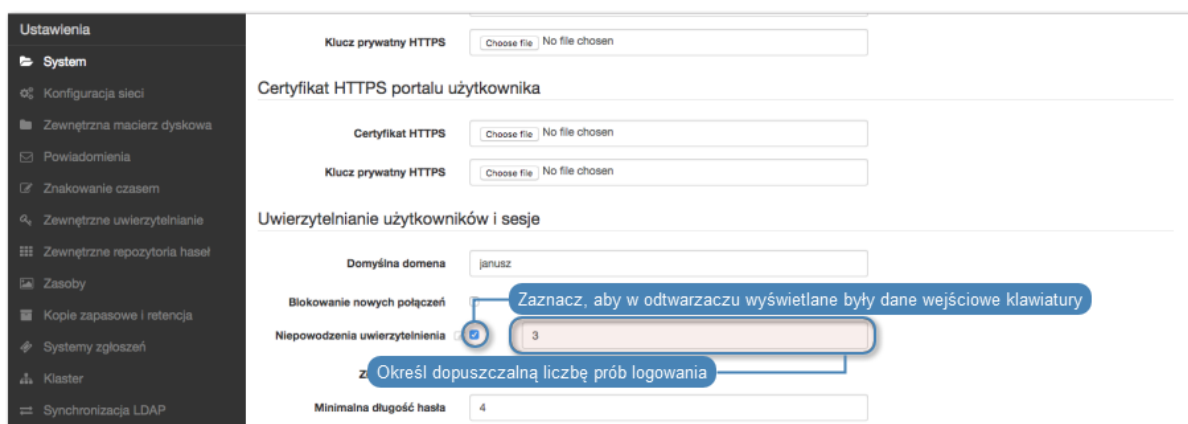 Ustawienia
System
Konfiguracja sieci
Zewnętrzna macierz dyskowa
Powiadomienia
Znakowanie czasem
Zewnętrzne uwierzytelnianie
Zewnętrzne repozytoria haseł
Zasoby
Kopie zapasowe i retencja
Systemy zgłoszeń
Klaster
Synchronizacja LDAP
Klucz prywatny HTTPS Choose file No file chosen
Certyfikat HTTPS portalu użytkownika
Certyfikat HTTPS Choose file No file chosen
Klucz prywatny HTTPS Choose file No file chosen
Uwierzytelnianie użytkowników i sesje
Domyślna domena janusz
Blokowanie nowych połączeń Zaznacz, aby w odtwarzaczu wyświetlane były dane wejściowe klawiatury
Niepowodzenia uwierzytelnienia 3
Określ dopuszczalną liczbę prób logowania
Minimalna długość hasła 4